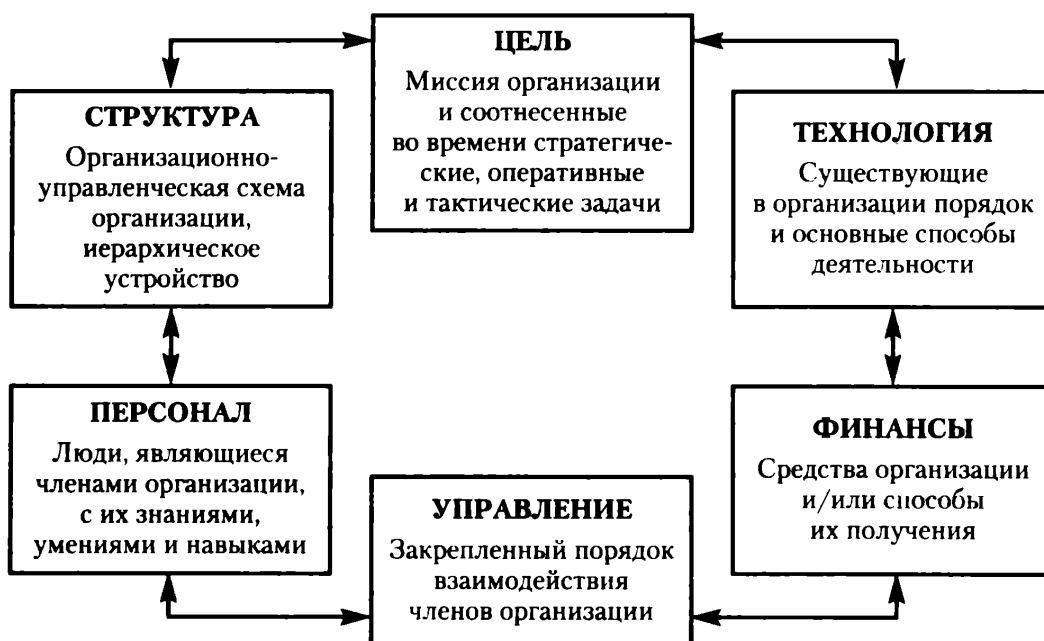 ЦЕЛЬ
Миссия организации
и соотнесенные
во времени стратегиче-
ские, оперативные
и тактические задачи
СТРУКТУРА
Организационно-
управленческая схема
организации,
иерархическое
устройство
ТЕХНОЛОГИЯ
Существующие
в организации порядок
и основные способы
деятельности
ПЕРСОНАЛ
Люди, являющиеся
членами организации,
с их знаниями,
умениями и навыками
ФИНАНСЫ
Средства организации
и/или способы
их получения
УПРАВЛЕНИЕ
Закрепленный порядок
взаимодействия
членов организации